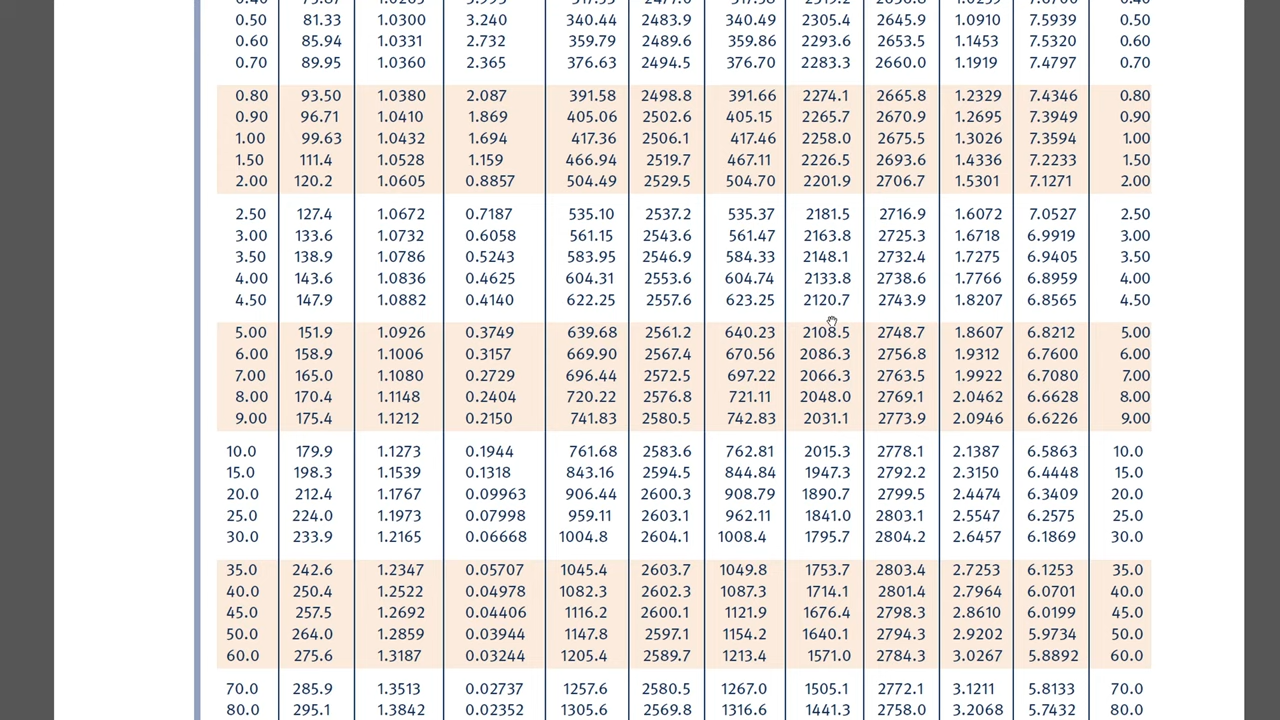 0.50 81.33 1.0300 3.240 340.44 2483.9 340.49 2305.4 2645.9 1.0910 7.5939 0.50
0.60 85.94 1.0331 2.732 359.79 2489.6 359.86 2293.6 2653.5 1.1453 7.5320 0.60
0.70 89.95 1.0360 2.365 376.63 2494.5 376.70 2283.3 2660.0 1.1919 7.4797 0.70
0.80 93.50 1.0380 2.087 391.58 2498.8 391.66 2274.1 2665.8 1.2329 7.4346 0.80
0.90 96.71 1.0410 1.869 405.06 2502.6 405.15 2265.7 2670.9 1.2695 7.3949 0.90
1.00 99.63 1.0432 1.694 417.36 2506.1 417.46 2258.0 2675.5 1.3026 7.3594 1.00
1.50 111.4 1.0528 1.159 466.94 2519.7 467.11 2226.5 2693.6 1.4336 7.2233 1.50
2.00 120.2 1.0605 0.8857 504.49 2529.5 504.70 2201.9 2706.7 1.5301 7.1271 2.00
2.50 127.4 1.0672 0.7187 535.10 2537.2 535.37 2181.5 2716.9 1.6072 7.0527 2.50
3.00 133.6 1.0732 0.6058 561.15 2543.6 561.47 2163.8 2725.3 1.6718 6.9919 3.00
3.50 138.9 1.0786 0.5243 583.95 2546.9 584.33 2148.1 2732.4 1.7275 6.9405 3.50
4.00 143.6 1.0836 0.4625 604.31 2553.6 604.74 2133.8 2738.6 1.7766 6.8959 4.00
4.50 147.9 1.0882 0.4140 622.25 2557.6 623.25 2120.7 2743.9 1.8207 6.8565 4.50
5.00 151.9 1.0926 0.3749 639.68 2561.2 640.23 2108.5 2748.7 1.8607 6.8212 5.00
6.00 158.9 1.1006 0.3157 669.90 2567.4 670.56 2086.3 2756.8 1.9312 6.7600 6.00
7.00 165.0 1.1080 0.2729 696.44 2572.5 697.22 2066.3 2763.5 1.9922 6.7080 7.00
8.00 170.4 1.1148 0.2404 720.22 2576.8 721.11 2048.0 2769.1 2.0462 6.6628 8.00
9.00 175.4 1.1212 0.2150 741.83 2580.5 742.83 2031.1 2773.9 2.0946 6.6226 9.00
10.0 179.9 1.1273 0.1944 761.68 2583.6 762.81 2015.3 2778.1 2.1387 6.5863 10.0
15.0 198.3 1.1539 0.1318 843.16 2594.5 844.84 1947.3 2792.2 2.3150 6.4448 15.0
20.0 212.4 1.1767 0.09963 906.44 2600.3 908.79 1890.7 2799.5 2.4474 6.3409 20.0
25.0 224.0 1.1973 0.07998 959.11 2603.1 962.11 1841.0 2803.1 2.5547 6.2575 25.0
30.0 233.9 1.2165 0.06668 1004.8 2604.1 1008.4 1795.7 2804.2 2.6457 6.1869 30.0
35.0 242.6 1.2347 0.05707 1045.4 2603.7 1049.8 1753.7 2803.4 2.7253 6.1253 35.0
40.0 250.4 1.2522 0.04978 1082.3 2602.3 1087.3 1714.1 2801.4 2.7964 6.0701 40.0
45.0 257.5 1.2692 0.04406 1116.2 2600.1 1121.9 1676.4 2798.3 2.8610 6.0199 45.0
50.0 264.0 1.2859 0.03944 1147.8 2597.1 1154.2 1640.1 2794.3 2.9202 5.9734 50.0
60.0 275.6 1.3187 0.03244 1205.4 2589.7 1213.4 1571.0 2784.3 3.0267 5.8892 60.0
70.0 285.9 1.3513 0.02737 1257.6 2580.5 1267.0 1505.1 2772.1 3.1211 5.8133 70.0
80.0 295.1 1.3842 0.02352 1305.6 2569.8 1316.6 1441.3 2758.0 3.2068 5.7432 80.0